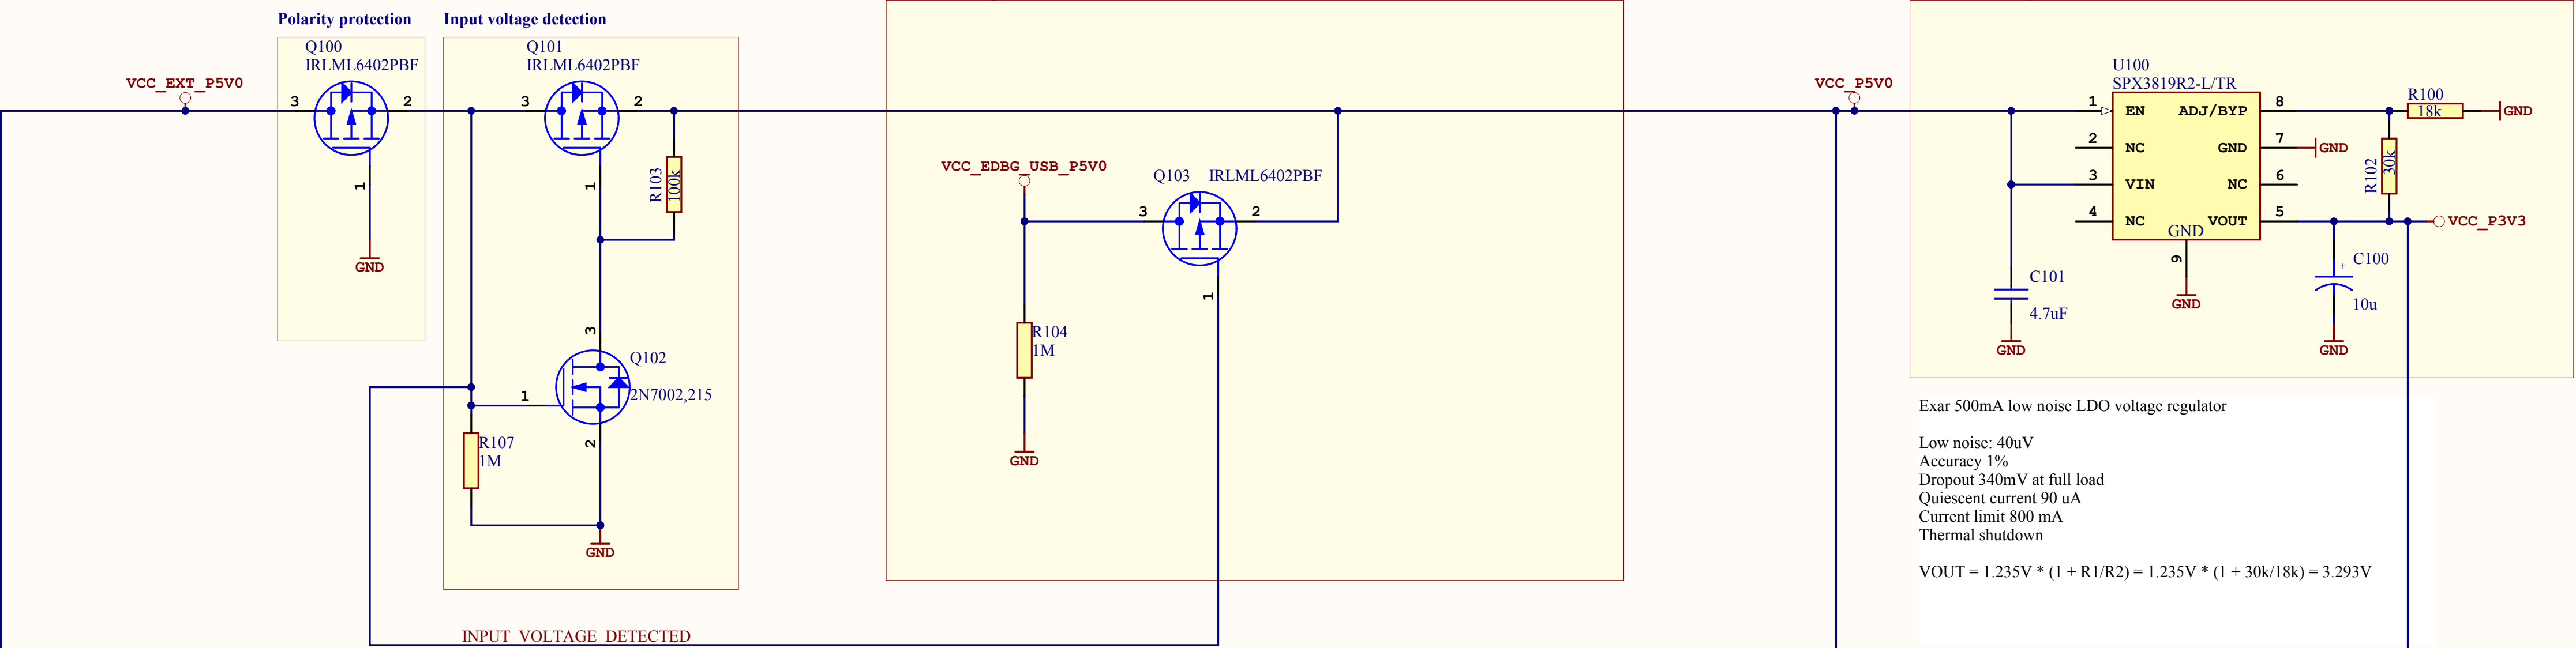 Polarity protection
Input voltage detection
Q100
IRLML6402PBF
VCC_EXT_P5V0
3
2
1
GND
Q101
IRLML6402PBF
3
2
1
R103
100k
3
Q102
2N7002,215
1
2
R107
1M
GND
INPUT_VOLTAGE_DETECTED
VCC_EDBG_USB_P5V0
Q103 IRLML6402PBF
3
2
1
R104
1M
GND
VCC_P5V0
U100
SPX3819R2-L/TR
1 EN ADJ/BYP 8
2 NC GND 7
3 VIN NC 6
4 NC VOUT 5
GND
9
GND
R100
18k
GND
GND
R102
30k
VCC_P3V3
C101
4.7uF
GND
+
C100
10u
GND
Exar 500mA low noise LDO voltage regulator
Low noise: 40uV
Accuracy 1%
Dropout 340mV at full load
Quiescent current 90 uA
Current limit 800 mA
Thermal shutdown
VOUT = 1.235V * (1 + R1/R2) = 1.235V * (1 + 30k/18k) = 3.293V